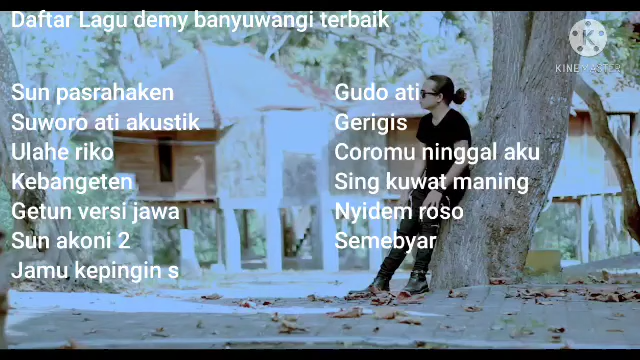 Daftar Lagu demy banyuwangi terbaik
Sun pasrahaken
Suworo ati akustik
Ulahe riko
Kebangeten
Getun versi jawa
Sun akoni 2
Jamu kepingin s
Gudo ati
Gerigis
Coromu ninggal aku
Sing kuwat maning
Nyidem roso
Semebyar
KINEMASTER